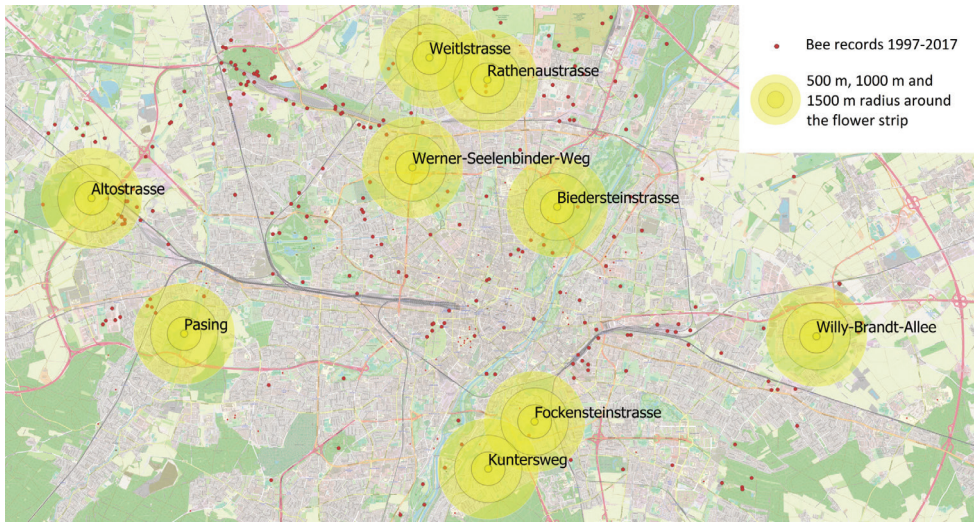 Weitlstrasse
Rathenaustrasse
Bee records 1997-2017
500 m, 1000 m and
1500 m radius around
the flower strip
Werner-Seelenbinder-Weg
Altostrasse
Biedersteinstrasse
Pasing
Willy-Brandt-Allee
Fockensteinstrasse
Kuntersweg